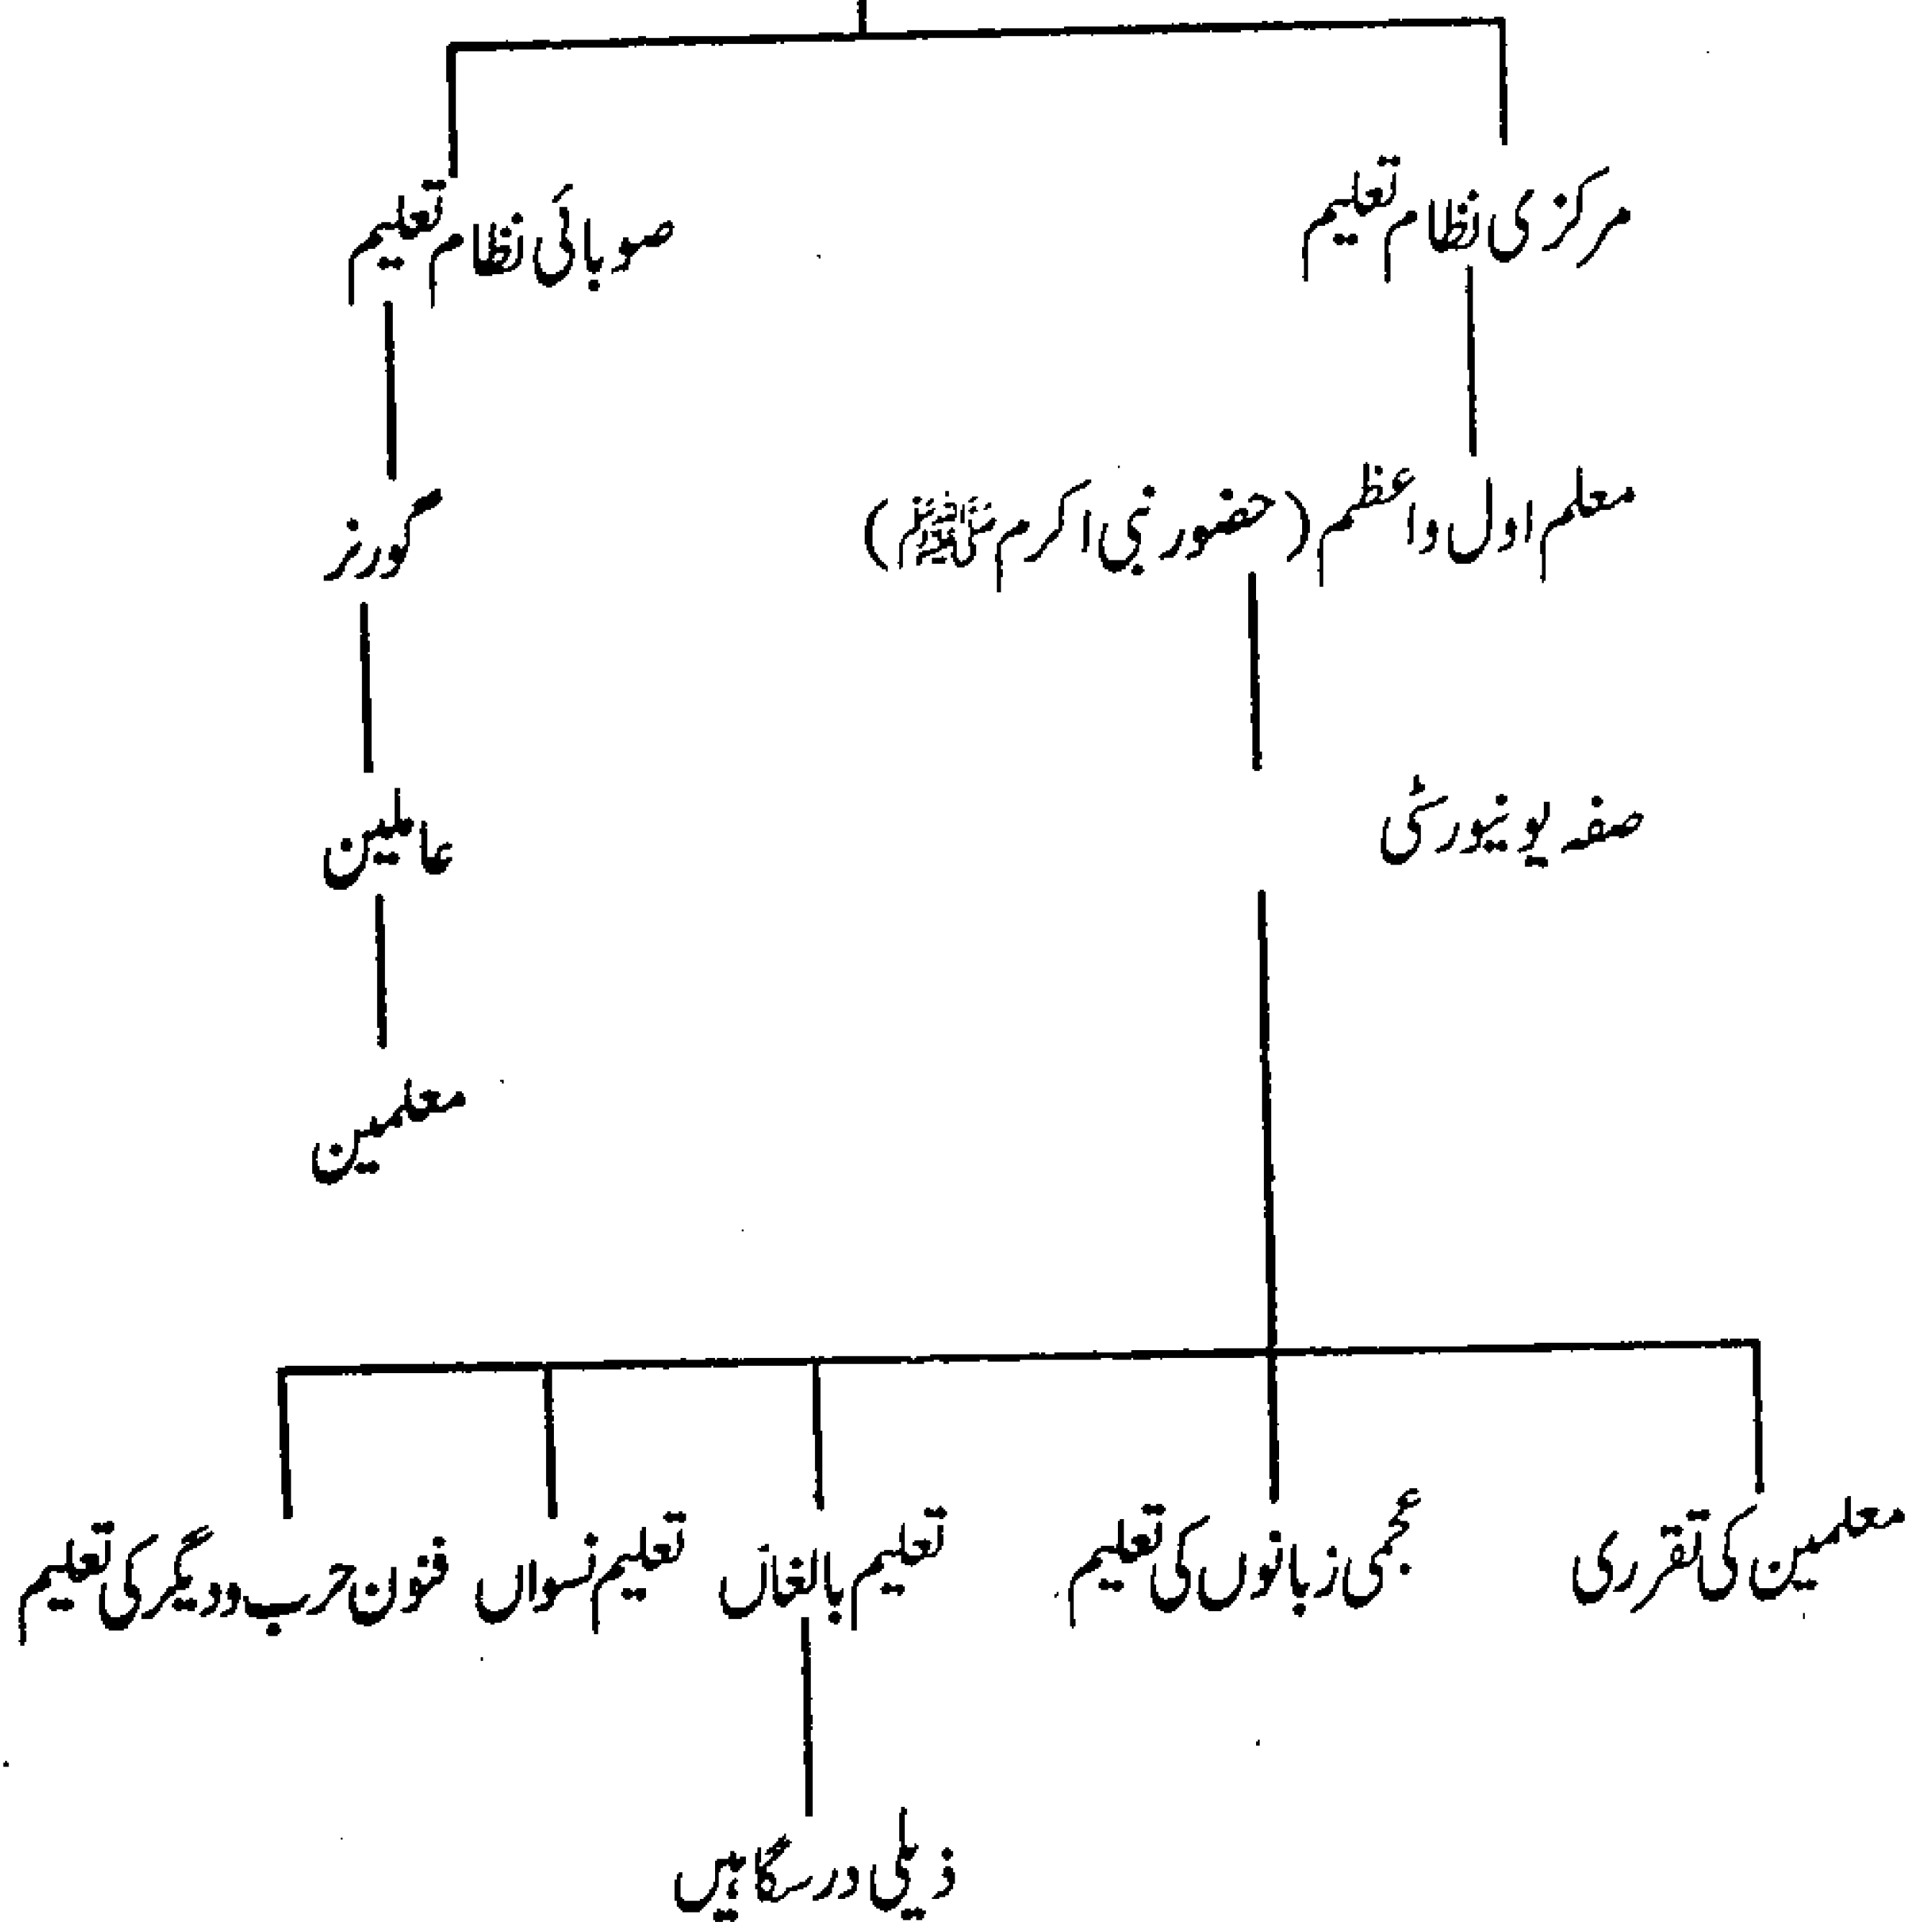 مرکزی نظام تعلیم صوبائی نظام تعلیم
معلم اول واعظم (حضور نبی اکرم ﷺ) گورنر
صفہ یونیورسٹی عاملین
معلمین
معلمین کی تقرری عجمی زبانوں کی تعلیم تعلیم بالغاں تعلیم نسواں فنون حرب ودیگر کی تعلیم
ذیلی درسگاہیں